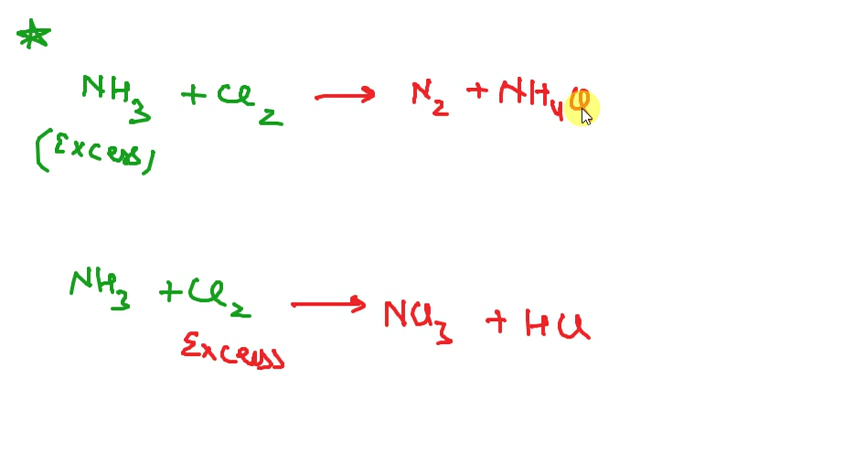 NH3 + Cl2 → N2 + NH4Cl
(Excess)
NH3 + Cl2 → NCl3 + HCl
Excess